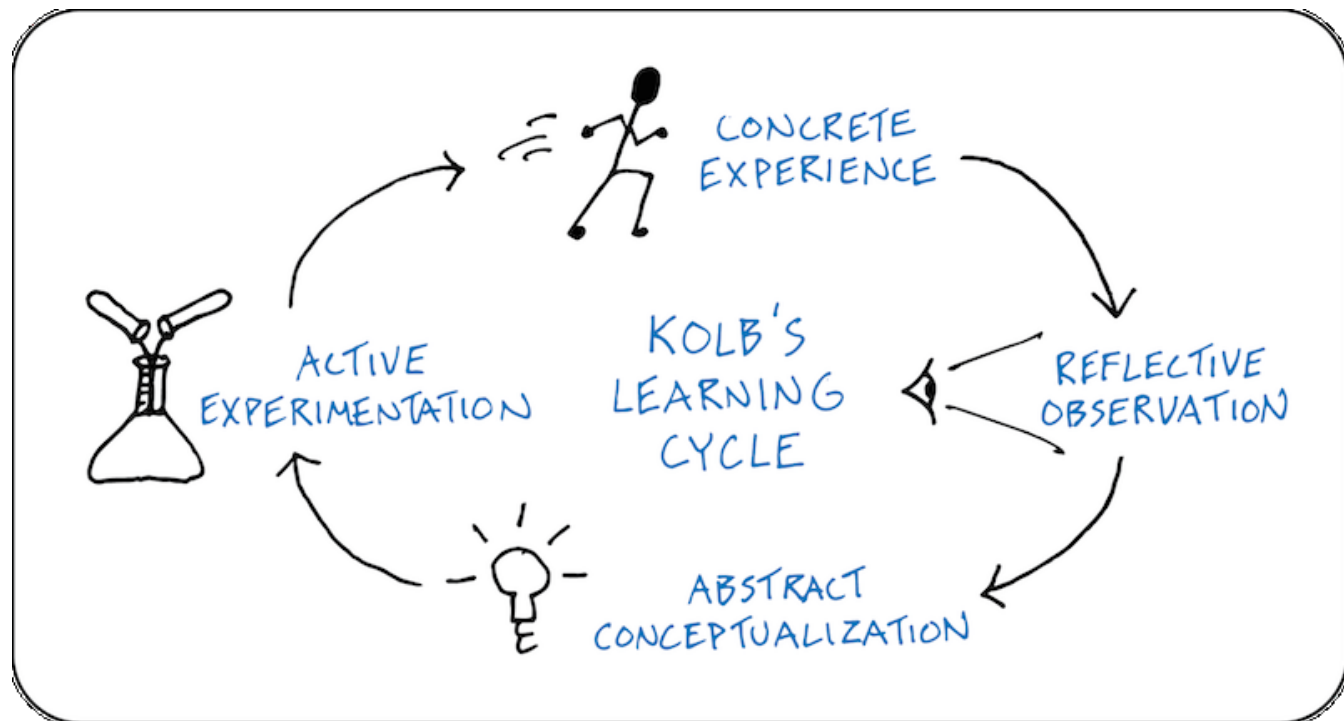 CONCRETE
EXPERIENCE
KOLB'S
LEARNING
CYCLE
REFLECTIVE
OBSERVATION
ACTIVE
EXPERIMENTATION
ABSTRACT
CONCEPTUALIZATION